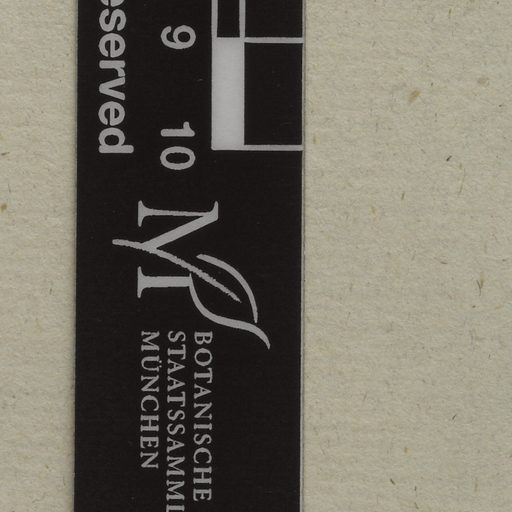 eserved
9 10
M
BOTANISCHE
STAATSSAMML
MÜNCHEN